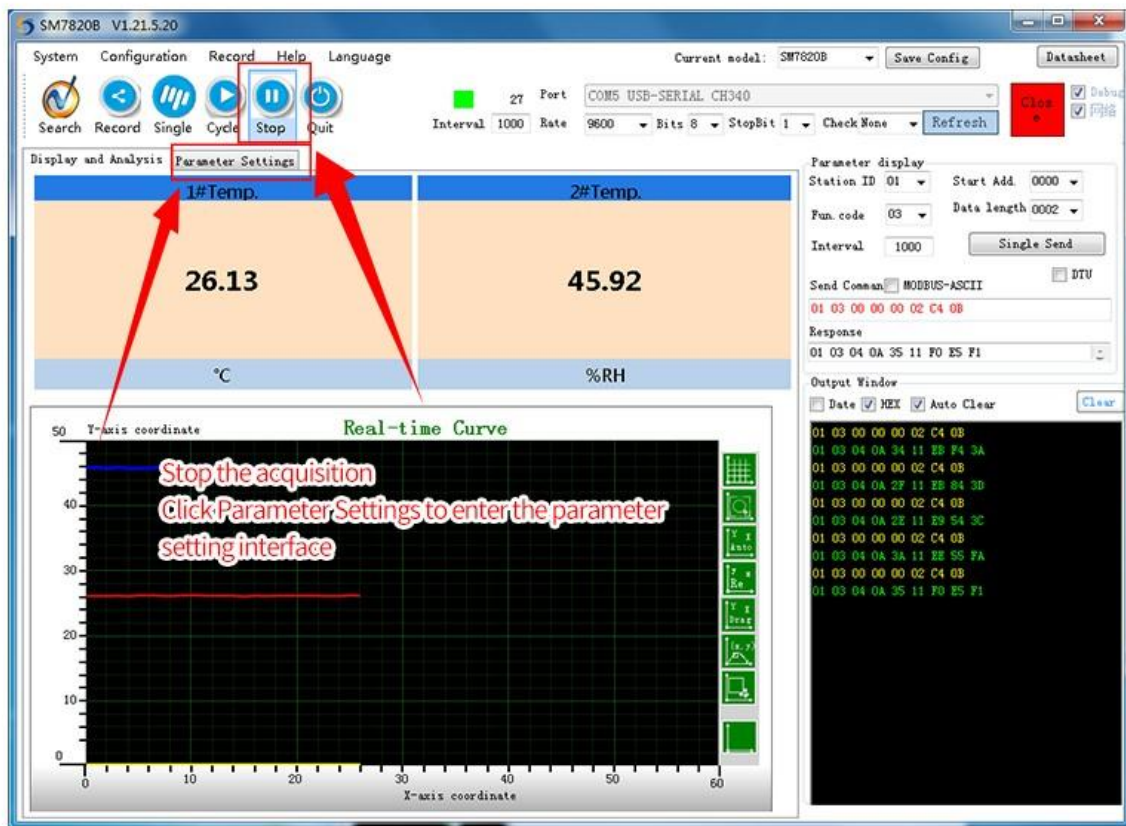 SM7820B V1.21.5.20
System Configuration Record Help Language
Current model: SM7820B Save Config Datasheet
Search Record Single Cycle Stop Quit
27 Port COM5 USB-SERIAL CH340
Interval 1000 Rate 9600 Bits 8 StopBit 1 Check None Refresh
Clos
e
Debug
网络
Display and Analysis Parameter Settings
1#Temp. 2#Temp.
26.13 45.92
°C %RH
Parameter display
Station ID 01 Start Add. 0000
Fun. code 03 Data length 0002
Interval 1000 Single Send
DTU
Send Comman MODBUS-ASCII
01 03 00 00 00 02 C4 0B
Response
01 03 04 0A 35 11 F0 E5 F1
Output Window
Date HEX Auto Clear Clear
01 03 00 00 00 02 C4 0B
01 03 04 0A 34 11 EB F4 3A
01 03 00 00 00 02 C4 0B
01 03 04 0A 2F 11 EB 84 3D
01 03 00 00 00 02 C4 0B
01 03 04 0A 2E 11 E9 54 3C
01 03 00 00 00 02 C4 0B
01 03 04 0A 3A 11 EE 55 FA
01 03 00 00 00 02 C4 0B
01 03 04 0A 35 11 F0 E5 F1
Real-time Curve
Y-axis coordinate
50
40
30
20
10
0
Stop the acquisition
Click Parameter Settings to enter the parameter
setting interface
Y X
Auto
Re
Y X
Drag
(x,y)
0 10 20 30 40 50 60
X-axis coordinate